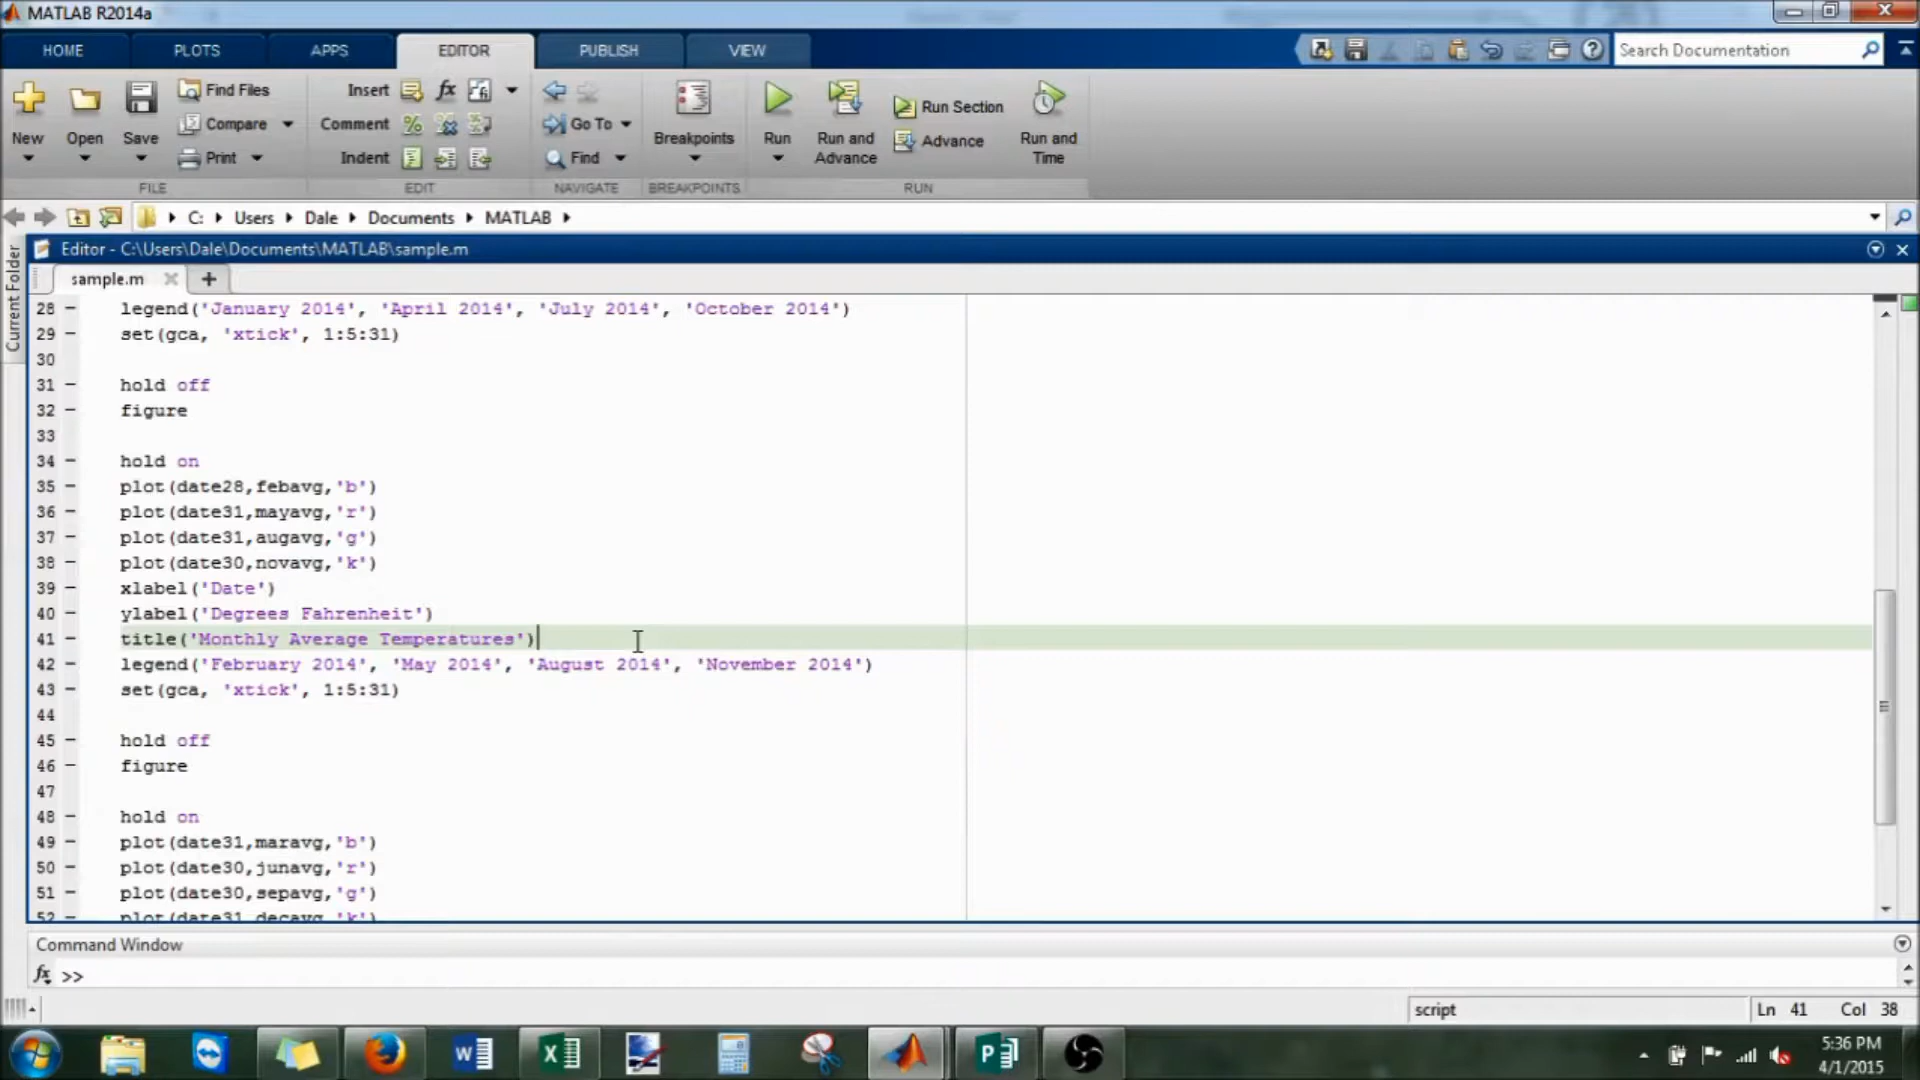 MATLAB R2014a
HOME PLOTS APPS EDITOR PUBLISH VIEW
Search Documentation
New Open Save Find Files Compare Print
FILE
Insert fx
Comment
Indent
EDIT
Go To
Find
NAVIGATE
Breakpoints
BREAKPOINTS
Run Run and Advance Run Section Advance Run and Time
RUN
C: Users Dale Documents MATLAB
Current Folder
Editor - C:\Users\Dale\Documents\MATLAB\sample.m
sample.m
28 - legend('January 2014', 'April 2014', 'July 2014', 'October 2014')
29 - set(gca, 'xtick', 1:5:31)
30
31 - hold off
32 - figure
33
34 - hold on
35 - plot(date28,febavg,'b')
36 - plot(date31,mayavg,'r')
37 - plot(date31,augavg,'g')
38 - plot(date30,novavg,'k')
39 - xlabel('Date')
40 - ylabel('Degrees Fahrenheit')
41 - title('Monthly Average Temperatures')
42 - legend('February 2014', 'May 2014', 'August 2014', 'November 2014')
43 - set(gca, 'xtick', 1:5:31)
44
45 - hold off
46 - figure
47
48 - hold on
49 - plot(date31,maravg,'b')
50 - plot(date30,junavg,'r')
51 - plot(date30,sepavg,'g')
52 - plot(date31,decavg,'k')
Command Window
fx >>
script Ln 41 Col 38
5:36 PM
4/1/2015